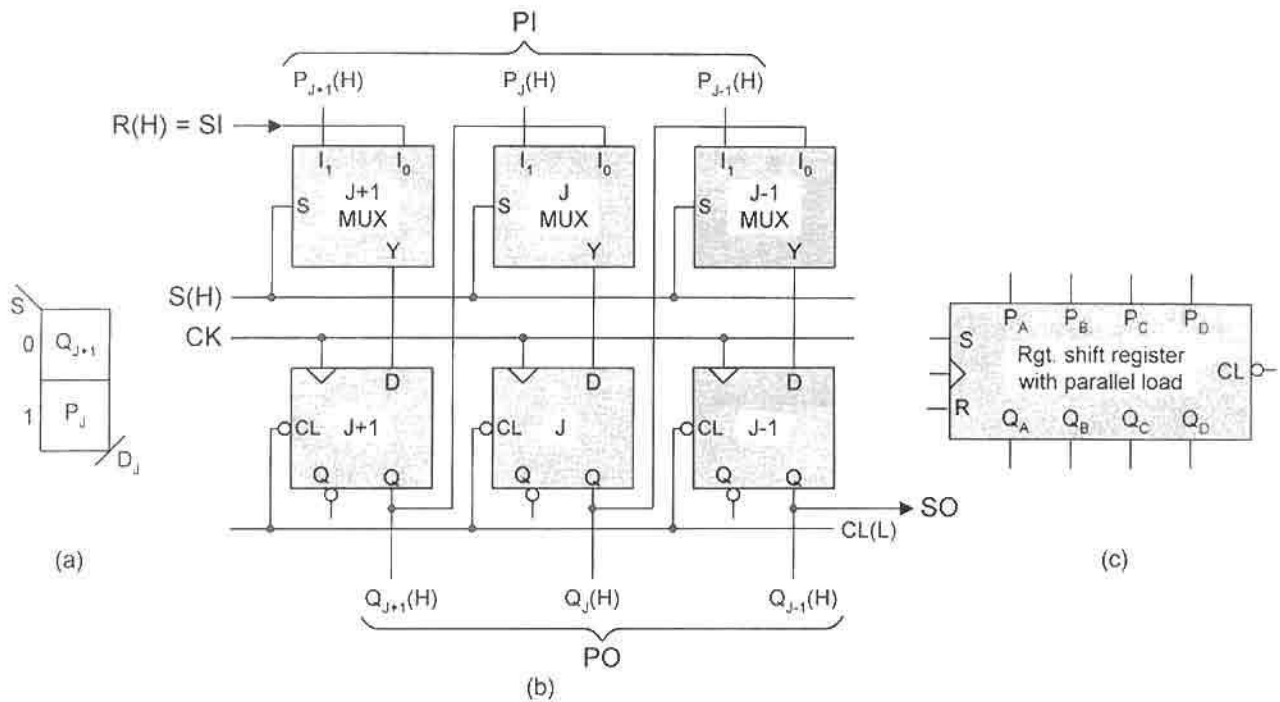 PI
P_{J+1}(H) P_J(H) P_{J-1}(H)
R(H) = SI
I_1 I_0
J+1
MUX
S
Y
I_1 I_0
J
MUX
S
Y
I_1 I_0
J-1
MUX
S
Y
S(H)
CK
D
CL
J+1
Q Q
D
CL
J
Q Q
D
CL
J-1
Q Q
SO
CL(L)
Q_{J+1}(H) Q_J(H) Q_{J-1}(H)
PO
(b)
S
0 Q_{J+1}
1 P_J
D_J
(a)
P_A P_B P_C P_D
S
Rgt. shift register
with parallel load
CL
R
Q_A Q_B Q_C Q_D
(c)